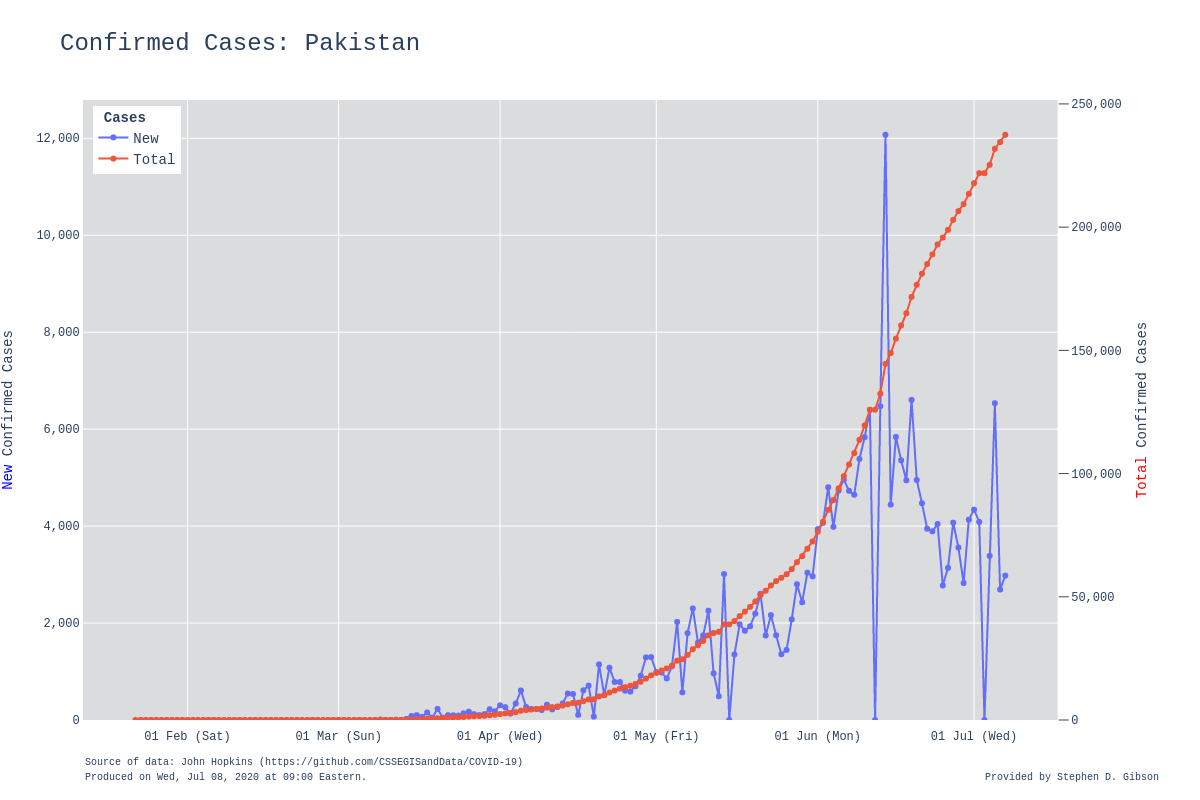 Confirmed Cases: Pakistan
Cases
New
Total
12,000
10,000
8,000
6,000
4,000
2,000
0
250,000
200,000
150,000
100,000
50,000
0
New Confirmed Cases
Total Confirmed Cases
01 Feb (Sat)
01 Mar (Sun)
01 Apr (Wed)
01 May (Fri)
01 Jun (Mon)
01 Jul (Wed)
Source of data: John Hopkins (https://github.com/CSSEGISandData/COVID-19)
Produced on Wed, Jul 08, 2020 at 09:00 Eastern.
Provided by Stephen D. Gibson